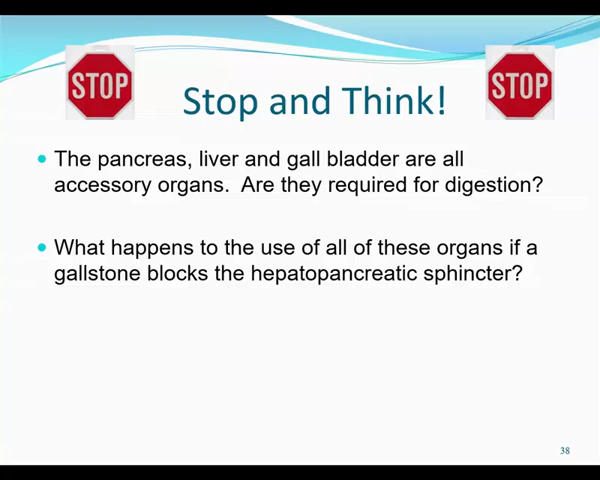 STOP
STOP
Stop and Think!
• The pancreas, liver and gall bladder are all
accessory organs.  Are they required for digestion?
• What happens to the use of all of these organs if a
gallstone blocks the hepatopancreatic sphincter?
38